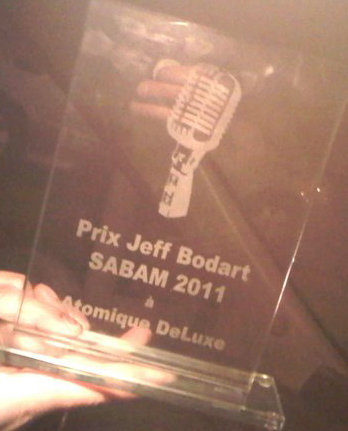 Prix Jeff Bodart
SABAM 2011
à
Atomique DeLuxe